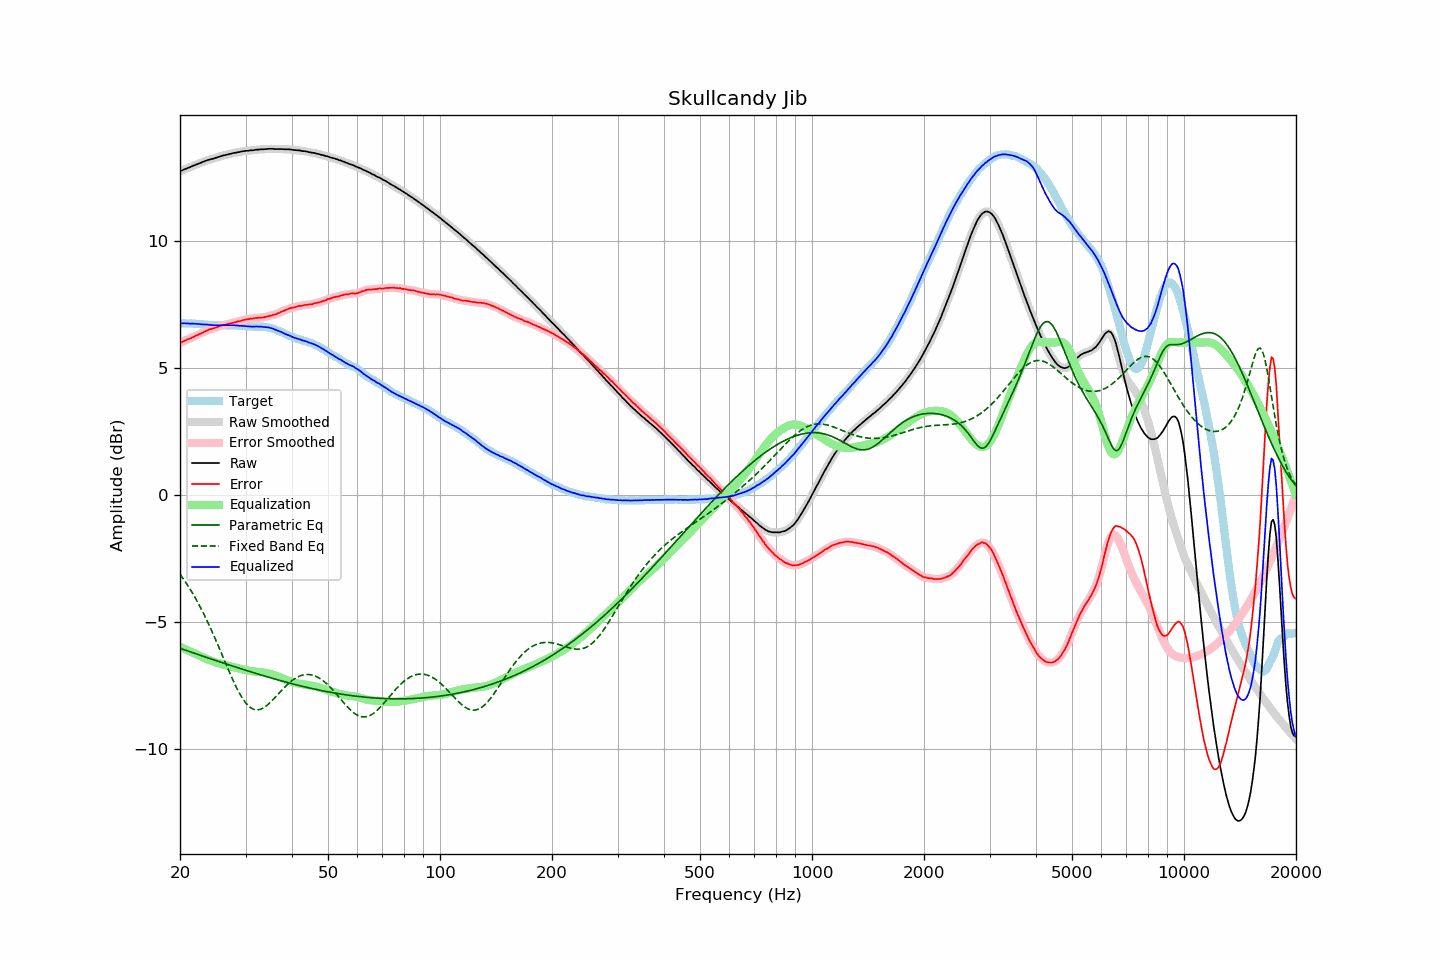 Skullcandy Jib
Amplitude (dBr)
10
5
0
−5
−10
Target
Raw Smoothed
Error Smoothed
Raw
Error
Equalization
Parametric Eq
Fixed Band Eq
Equalized
20 50 100 200 500 1000 2000 5000 10000 20000
Frequency (Hz)